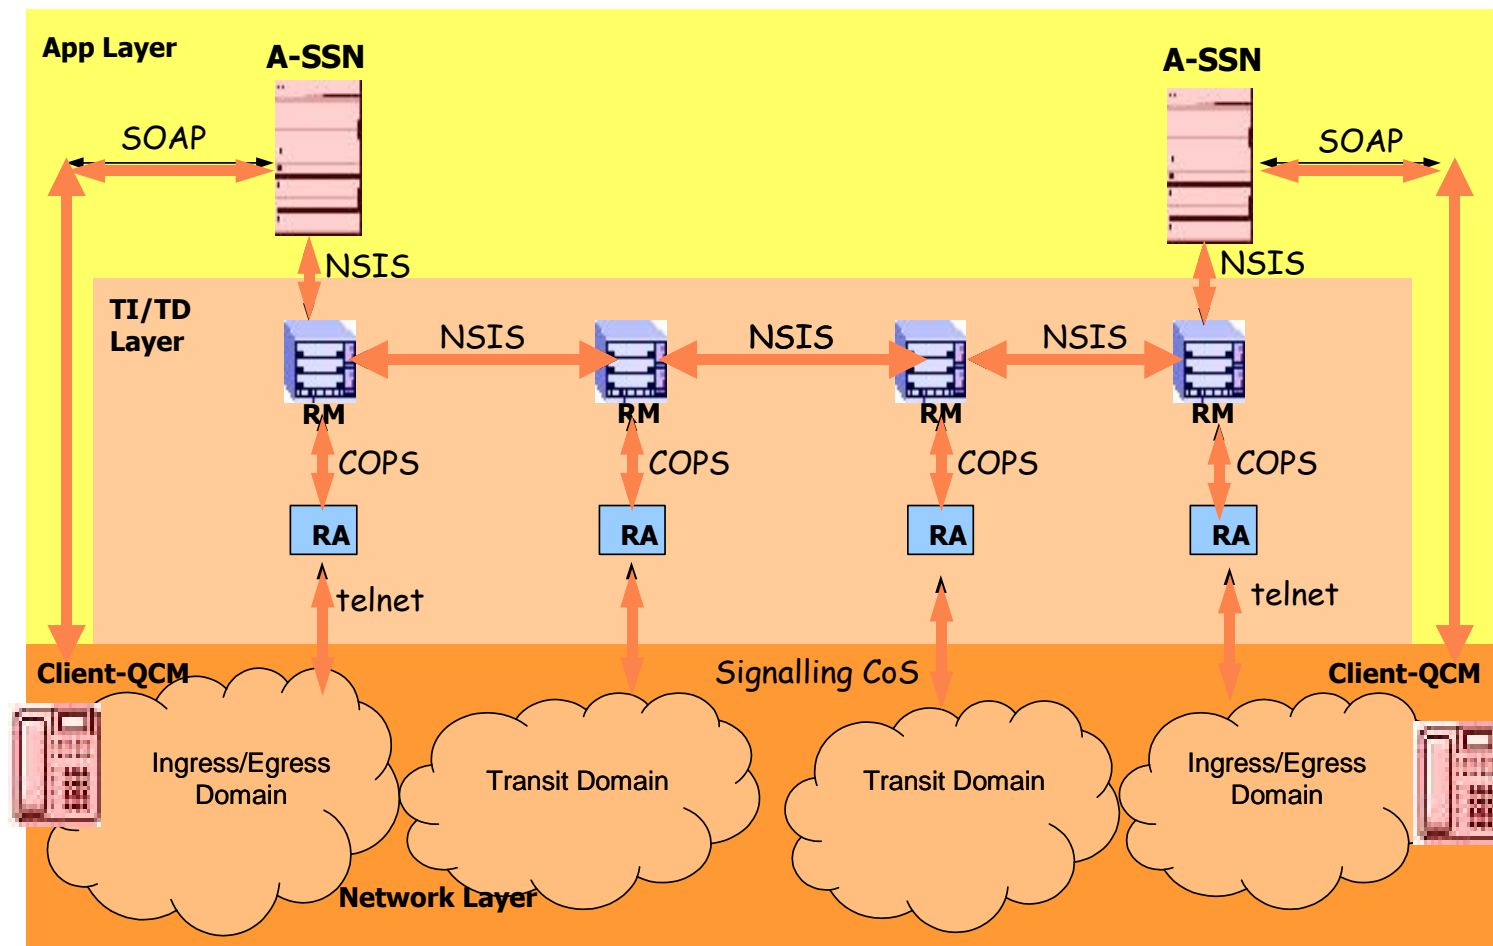 App Layer
A-SSN
A-SSN
SOAP
SOAP
NSIS
NSIS
TI/TD
Layer
NSIS
NSIS
NSIS
RM
RM
RM
RM
COPS
COPS
COPS
COPS
RA
RA
RA
RA
telnet
telnet
Client-QCM
Signalling CoS
Client-QCM
Ingress/Egress
Domain
Transit Domain
Transit Domain
Ingress/Egress
Domain
Network Layer